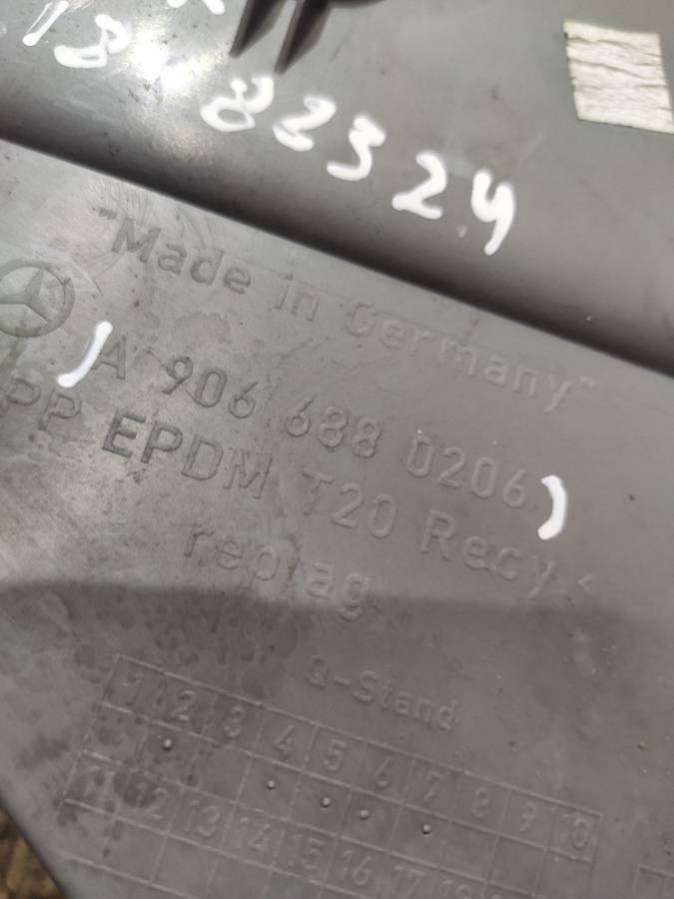 18 82324
"Made in Germany"
A 906 688 0206
PP EPDM T20 Recy
replag
Q-Stand
1 2 3 4 5 6 7 8 9 10
11 12 13 14 15 16 17